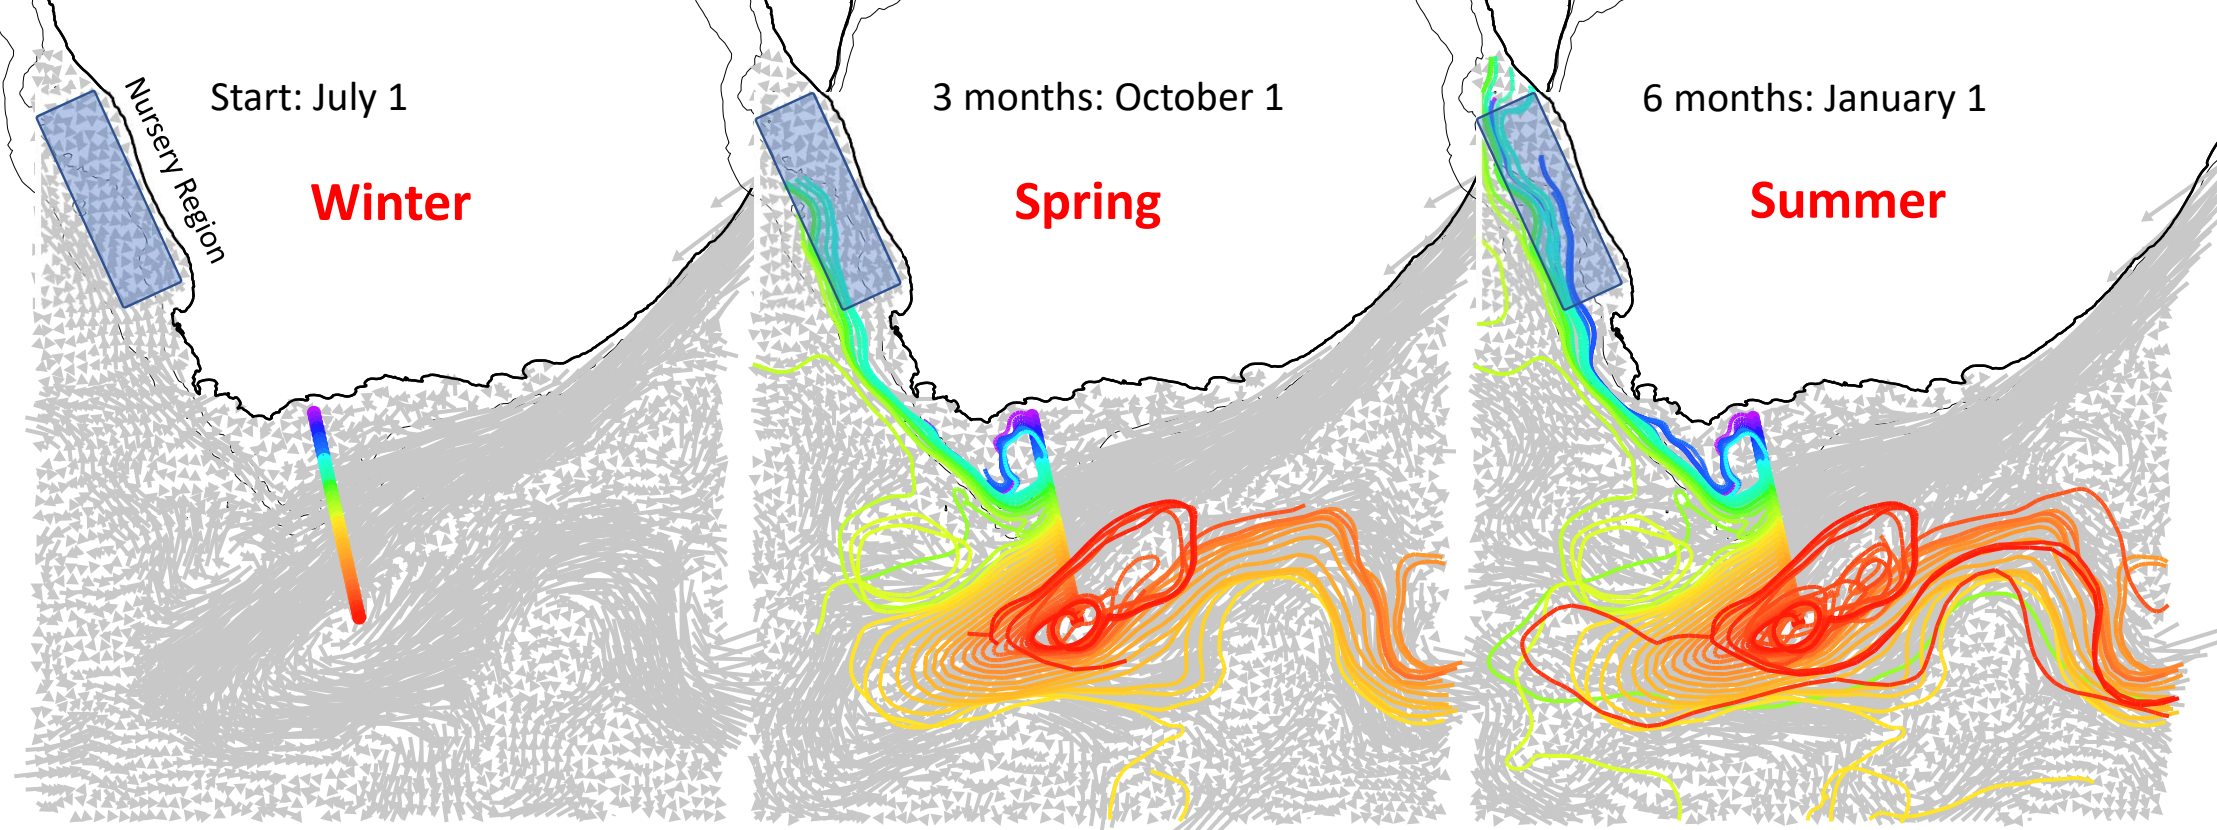 Start: July 1
Nursery Region
Winter
3 months: October 1
Spring
6 months: January 1
Summer